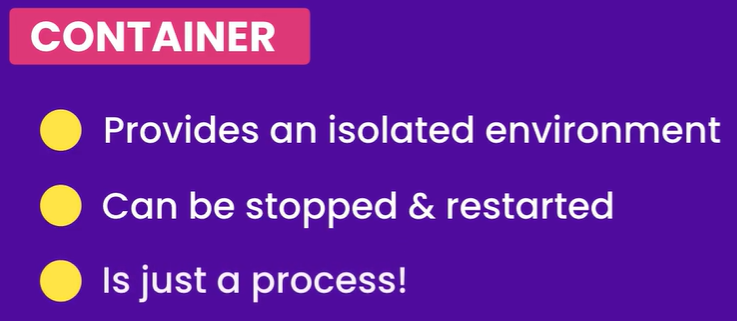 CONTAINER
Provides an isolated environment
Can be stopped & restarted
Is just a process!